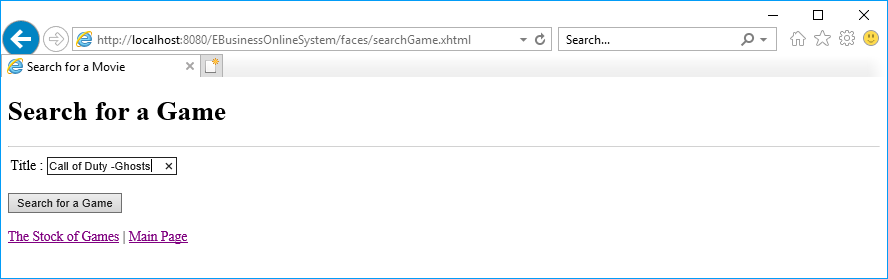 http://localhost:8080/EBusinessOnlineSystem/faces/searchGame.xhtml
Search...
Search for a Movie
Search for a Game
Title : Call of Duty -Ghosts
Search for a Game
The Stock of Games | Main Page